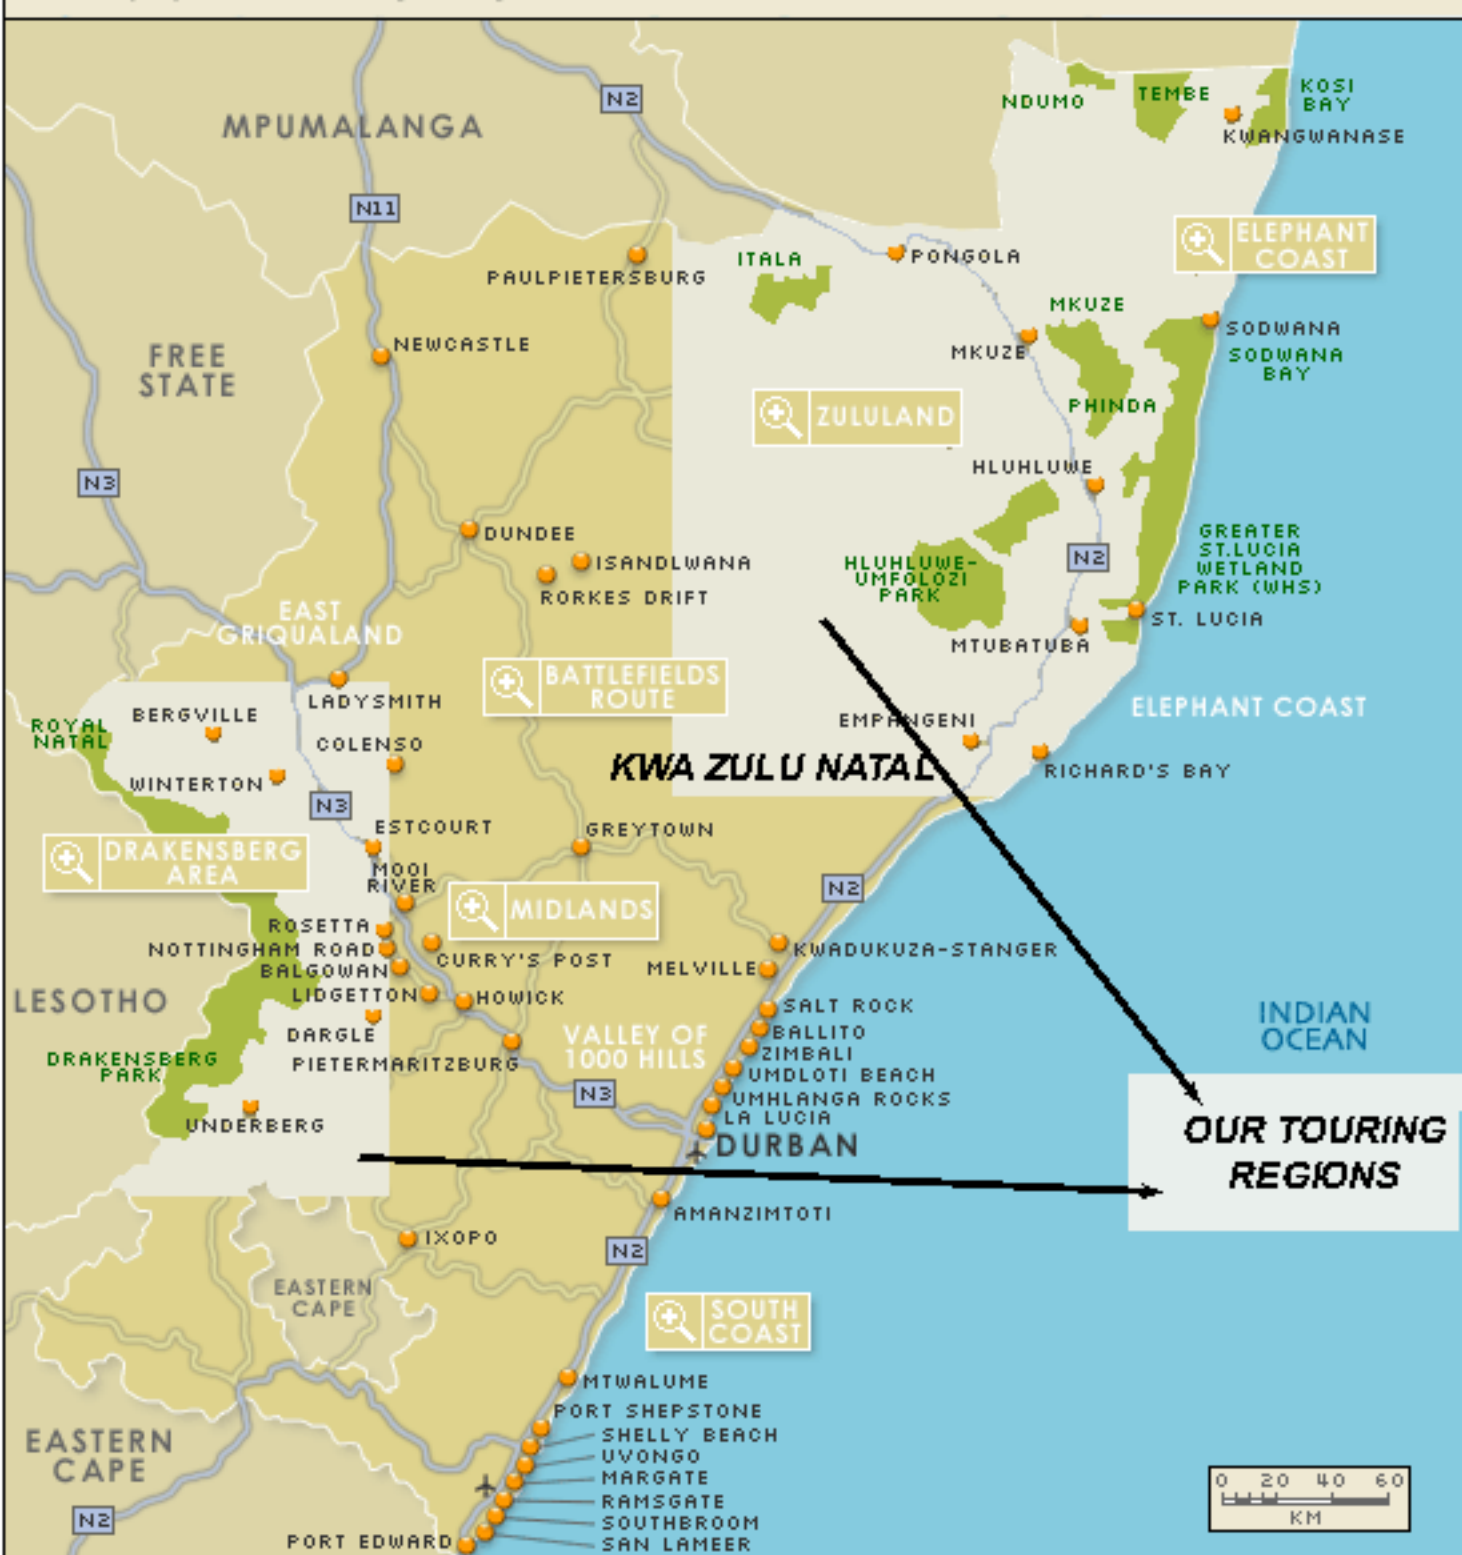 N2
NDUMO
TEMBE
KOSI
BAY
KWANGWANASE
MPUMALANGA
N11
ELEPHANT
COAST
ITALA
PONGOLA
PAULPIETERSBURG
MKUZE
SODWANA
SODWANA
BAY
NEWCASTLE
MKUZE
FREE
STATE
PHINDA
ZULULAND
HLUHLUWE
N3
DUNDEE
ISANDLWANA
RORKES DRIFT
HLUHLUWE-
UMFOLOZI
PARK
N2
GREATER
ST.LUCIA
WETLAND
PARK (WHS)
ST. LUCIA
MTUBATUBA
EAST
GRIQUALAND
BATTLEFIELDS
ROUTE
LADYSMITH
ELEPHANT COAST
BERGVILLE
ROYAL
NATAL
COLENSO
EMPANGENI
KWA ZULU NATAL
RICHARD'S BAY
WINTERTON
N3
ESTCOURT
GREYTOWN
DRAKENSBERG
AREA
MOOI
RIVER
N2
MIDLANDS
ROSETTA
NOTTINGHAM ROAD
BALGOWAN
CURRY'S POST
KWADUKUZA-STANGER
MELVILLE
LESOTHO
LIDGETTON
HOWICK
SALT ROCK
INDIAN
OCEAN
DARGLE
VALLEY OF
1000 HILLS
BALLITO
ZIMBALI
DRAKENSBERG
PARK
PIETERMARITZBURG
UMDLOTI BEACH
N3
UMHLANGA ROCKS
LA LUCIA
UNDERBERG
DURBAN
OUR TOURING
REGIONS
AMANZIMTOTI
IXOPO
N2
EASTERN
CAPE
SOUTH
COAST
MTWALUME
PORT SHEPSTONE
SHELLY BEACH
UVONGO
EASTERN
CAPE
MARGATE
RAMSGATE
SOUTHBROOM
SAN LAMEER
N2
PORT EDWARD
0 20 40 60
KM